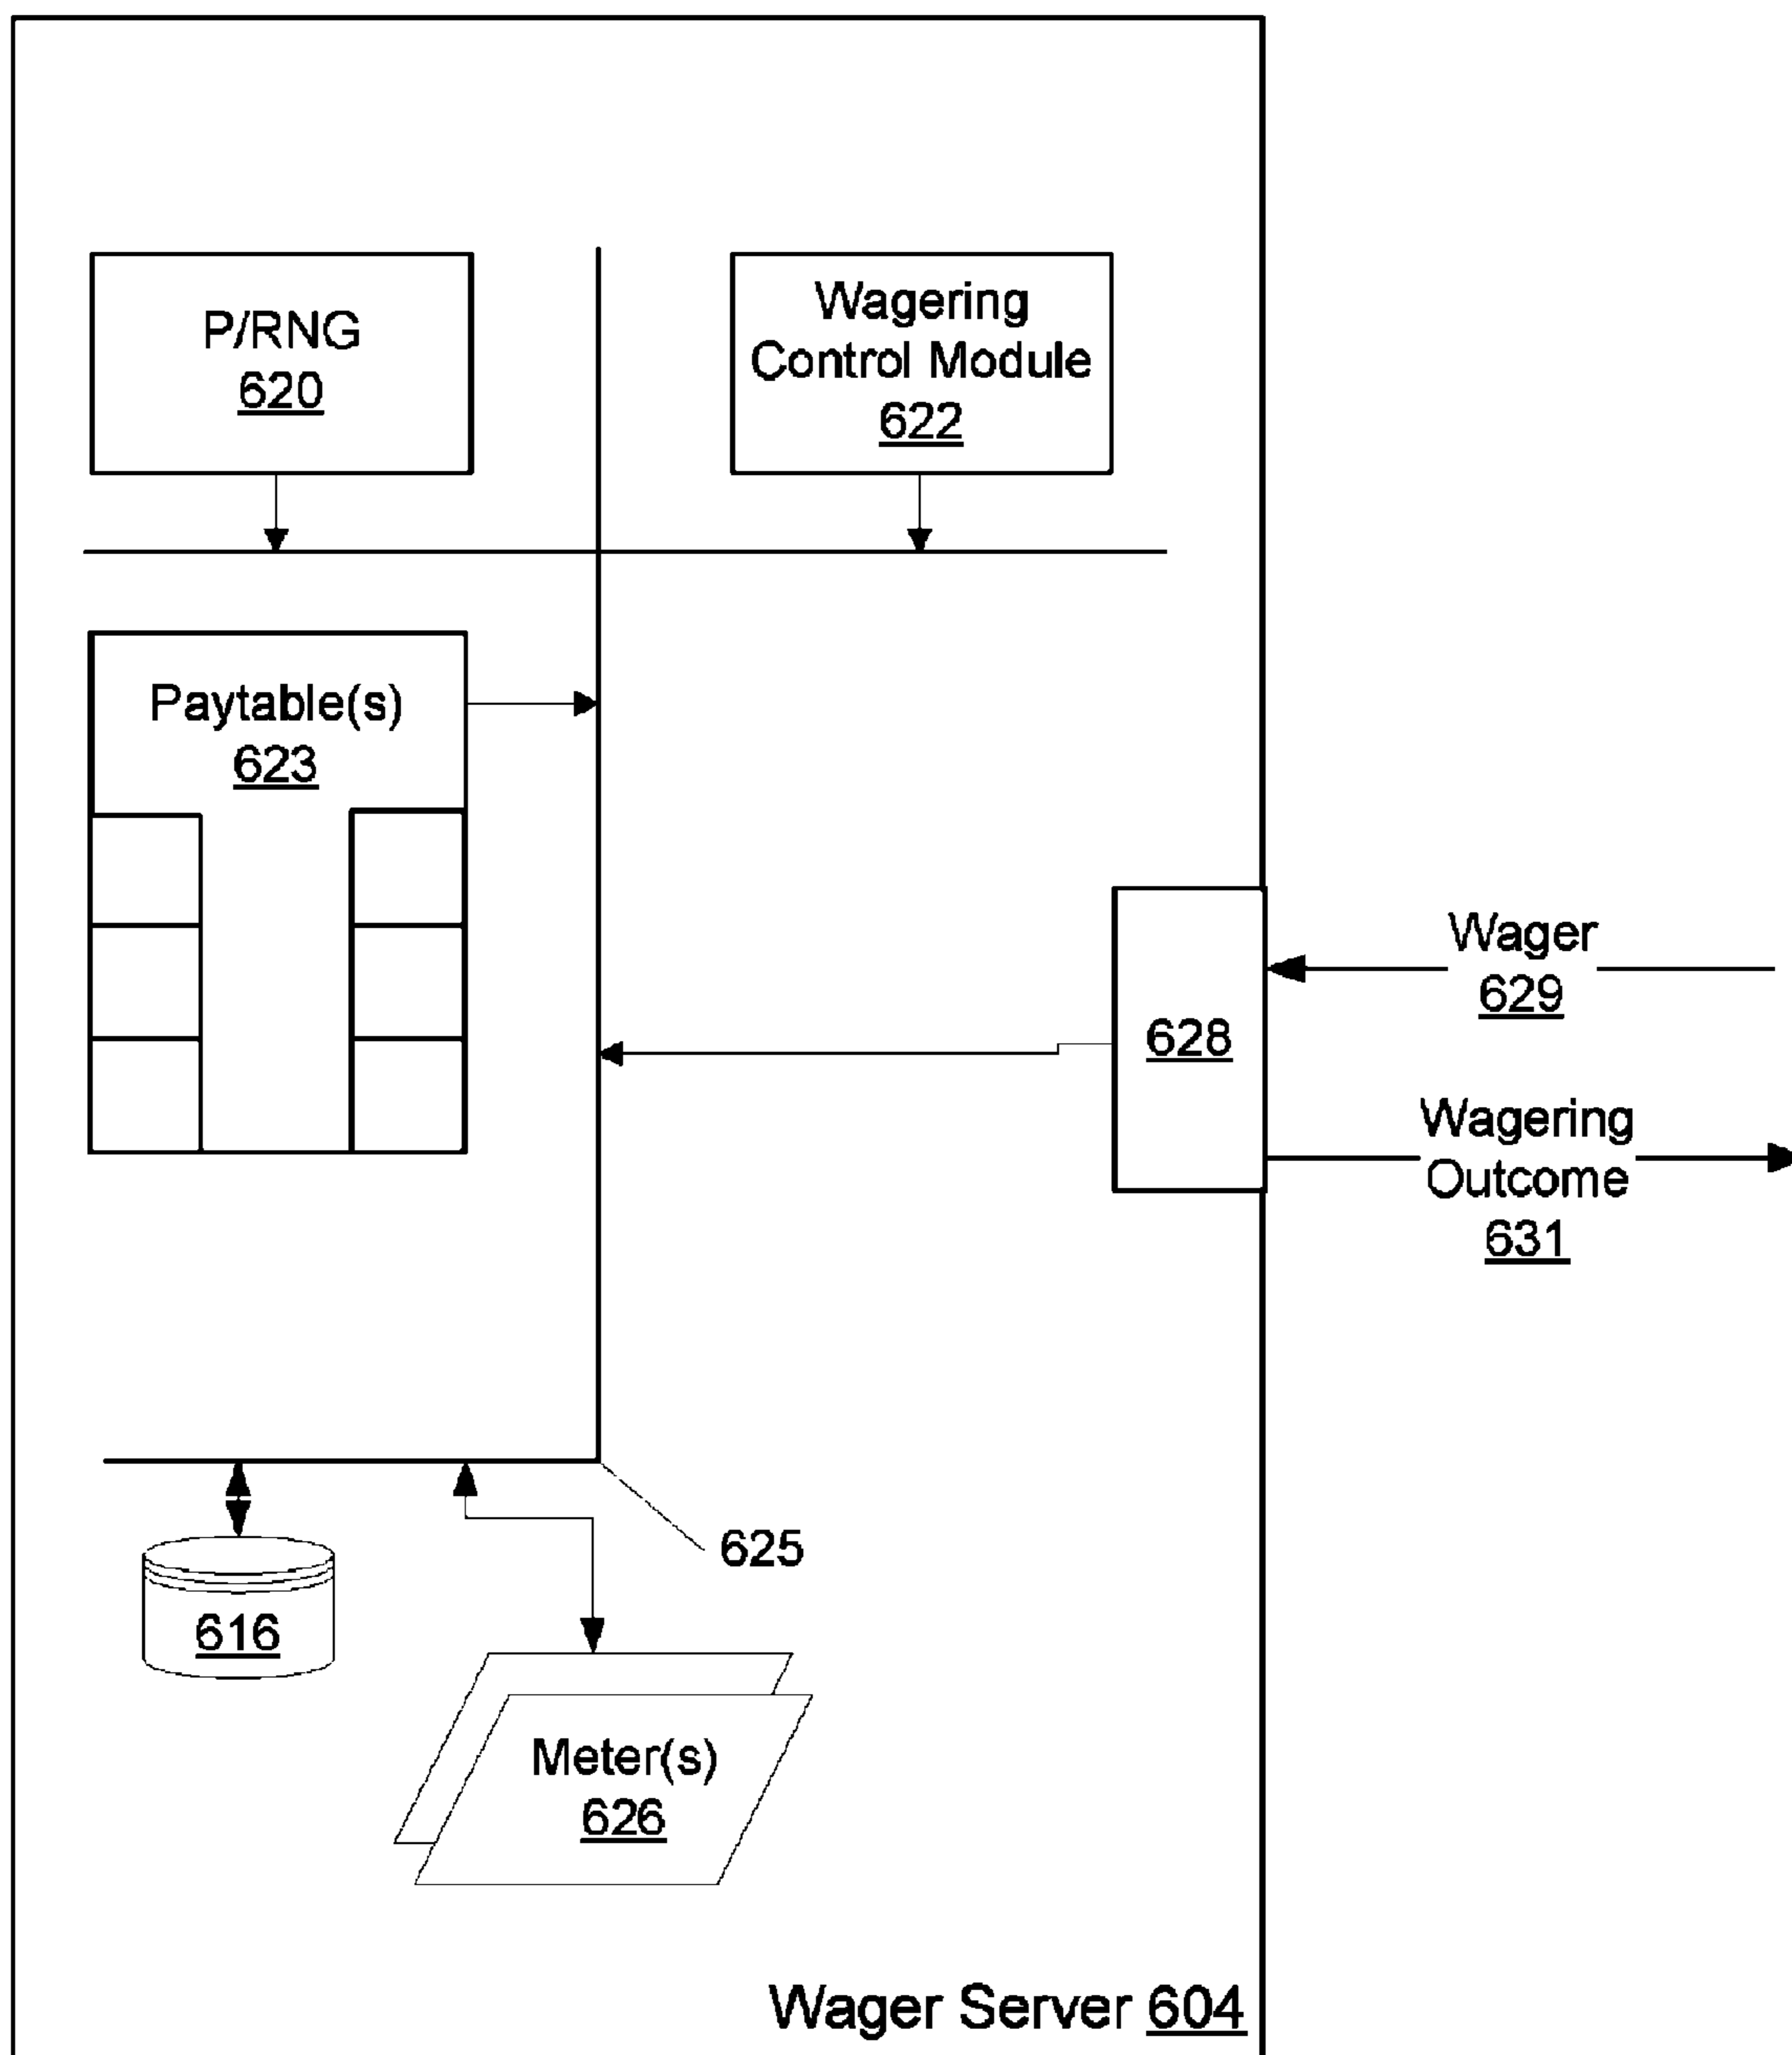 P/RNG
620
Wagering
Control Module
622
Paytable(s)
623
628
Wager
629
Wagering
Outcome
631
625
616
Meter(s)
626
Wager Server 604